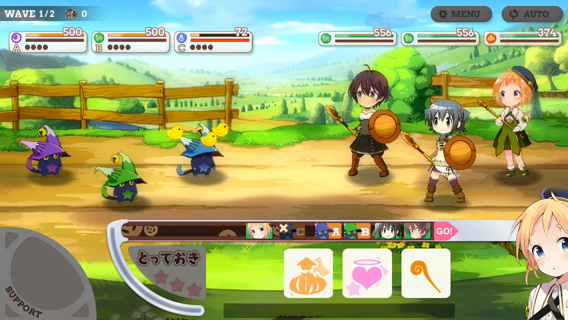 WAVE 1/2
0
MENU
AUTO
500
A
500
B
72
C
556
556
374
C
A
B
GO!
とっておき
SUPPORT